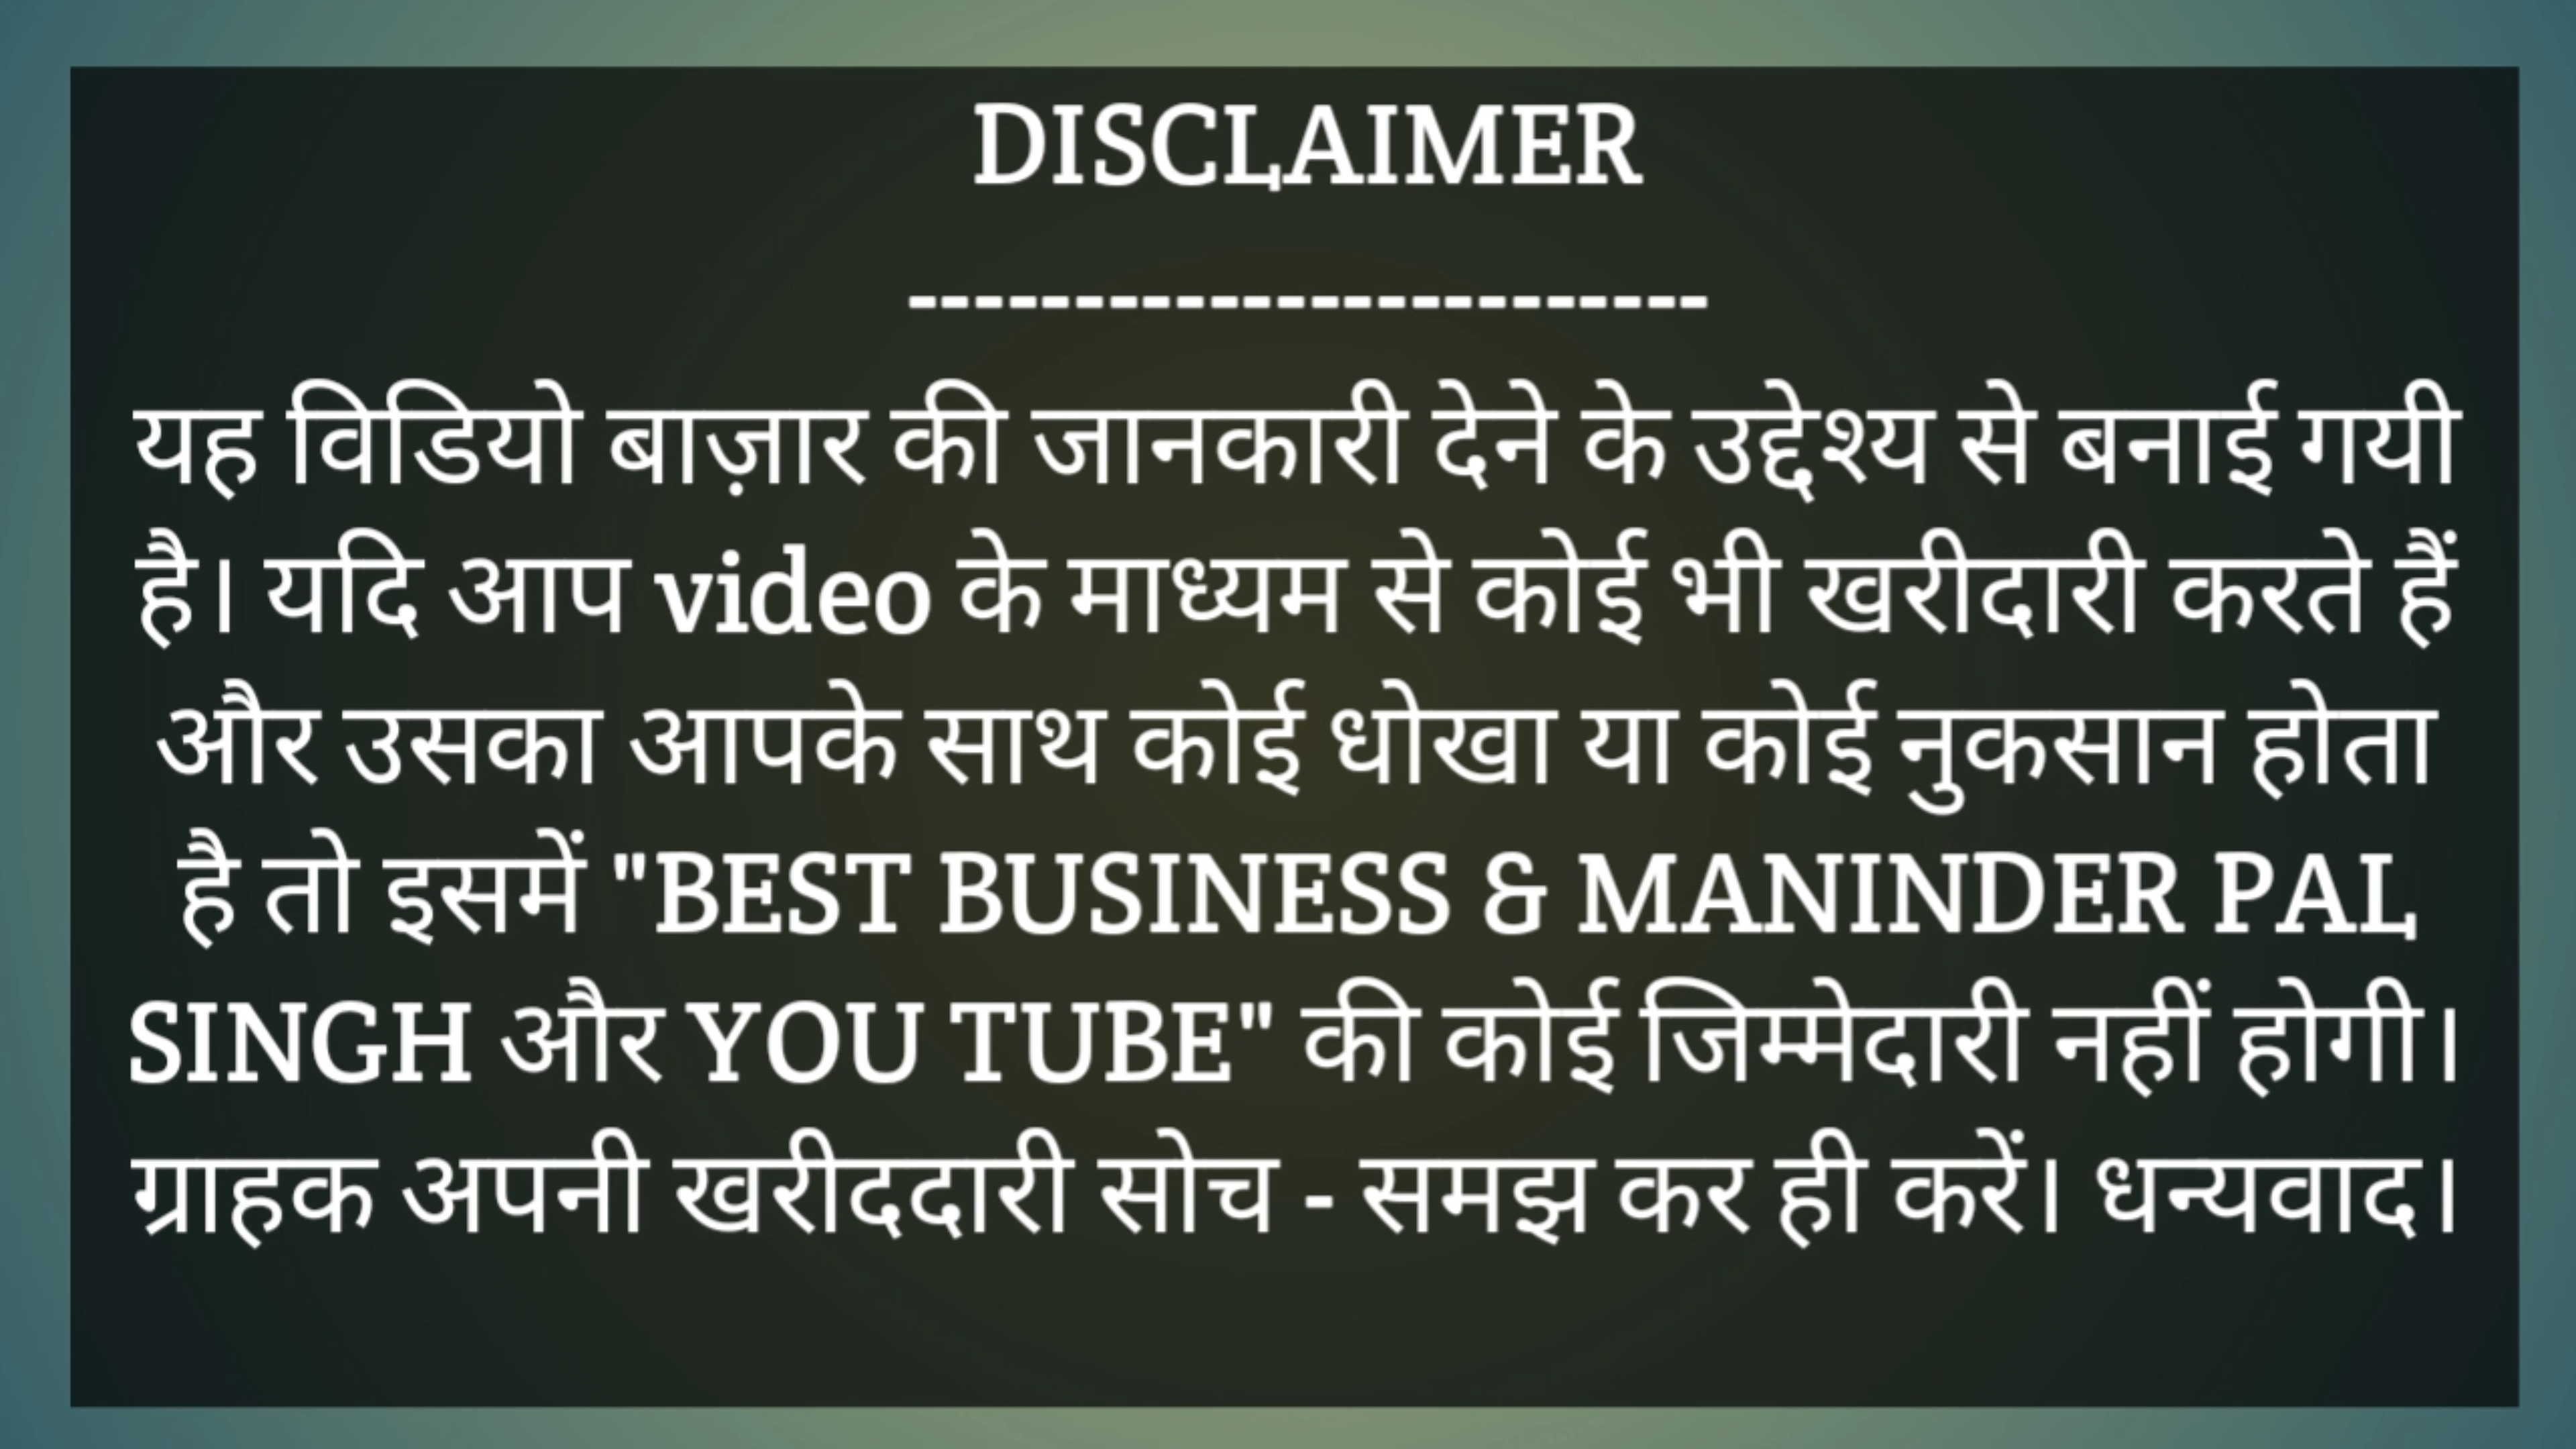 DISCLAIMER
------------------------
यह विडियो बाज़ार की जानकारी देने के उद्देश्य से बनाई गयी
है। यदि आप video के माध्यम से कोई भी खरीदारी करते हैं
और उसका आपके साथ कोई धोखा या कोई नुकसान होता
है तो इसमें "BEST BUSINESS & MANINDER PAL
SINGH और YOU TUBE" की कोई जिम्मेदारी नहीं होगी।
ग्राहक अपनी खरीददारी सोच - समझ कर ही करें। धन्यवाद।